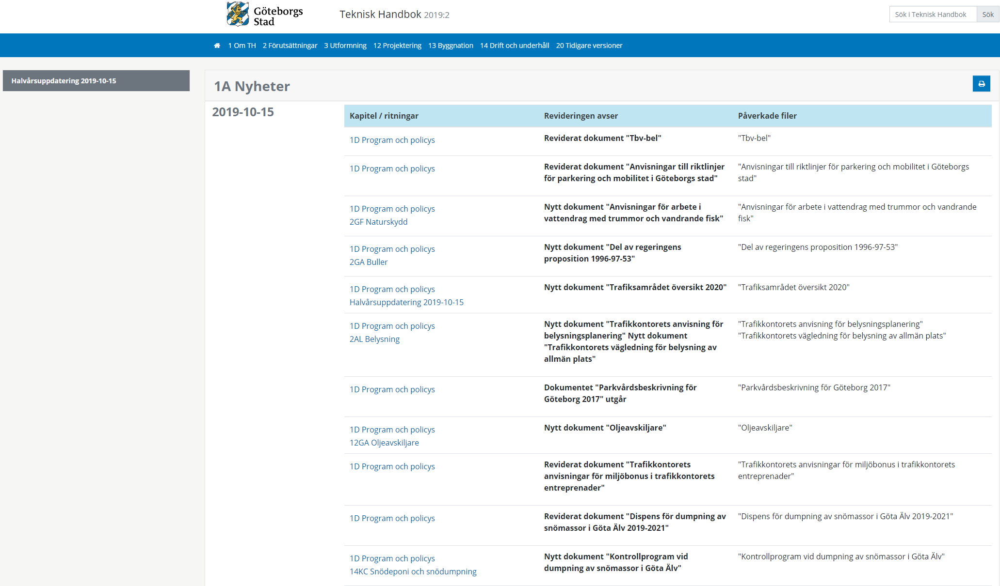 Göteborgs
Stad
Teknisk Handbok 2019:2
Sök i Teknisk Handbok
Sök
1 Om TH 2 Förutsättningar 3 Utformning 12 Projektering 13 Byggnation 14 Drift och underhåll 20 Tidigare versioner
Halvårsuppdatering 2019-10-15
1A Nyheter
2019-10-15
Kapitel / ritningar
Revideringen avser
Påverkade filer
1D Program och policys
Reviderat dokument "Tbv-bel"
"Tbv-bel"
1D Program och policys
Reviderat dokument "Anvisningar till riktlinjer
för parkering och mobilitet i Göteborgs stad"
"Anvisningar till riktlinjer för parkering och mobilitet i Göteborgs
stad"
1D Program och policys
2GF Naturskydd
Nytt dokument "Anvisningar för arbete i
vattendrag med trummor och vandrande fisk"
"Anvisningar för arbete i vattendrag med trummor och vandrande
fisk"
1D Program och policys
2GA Buller
Nytt dokument "Del av regeringens
proposition 1996-97-53"
"Del av regeringens proposition 1996-97-53"
1D Program och policys
Halvårsuppdatering 2019-10-15
Nytt dokument "Trafiksamrådet översikt 2020"
"Trafiksamrådet översikt 2020"
1D Program och policys
2AL Belysning
Nytt dokument "Trafikkontorets anvisning för
belysningsplanering" Nytt dokument
"Trafikkontorets vägledning för belysning av
allmän plats"
"Trafikkontorets anvisning för belysningsplanering"
"Trafikkontorets vägledning för belysning av allmän plats"
1D Program och policys
Dokumentet "Parkvårdsbeskrivning för
Göteborg 2017" utgår
"Parkvårdsbeskrivning för Göteborg 2017"
1D Program och policys
12GA Oljeavskiljare
Nytt dokument "Oljeavskiljare"
"Oljeavskiljare"
1D Program och policys
Reviderat dokument "Trafikkontorets
anvisningar för miljöbonus i trafikkontorets
entreprenader"
"Trafikkontorets anvisningar för miljöbonus i trafikkontorets
entreprenader"
1D Program och policys
Reviderat dokument "Dispens för dumpning av
snömassor i Göta Älv 2019-2021"
"Dispens för dumpning av snömassor i Göta Älv 2019-2021"
1D Program och policys
14KC Snödeponi och snödumpning
Nytt dokument "Kontrollprogram vid
dumpning av snömassor i Göta Älv"
"Kontrollprogram vid dumpning av snömassor i Göta Älv"